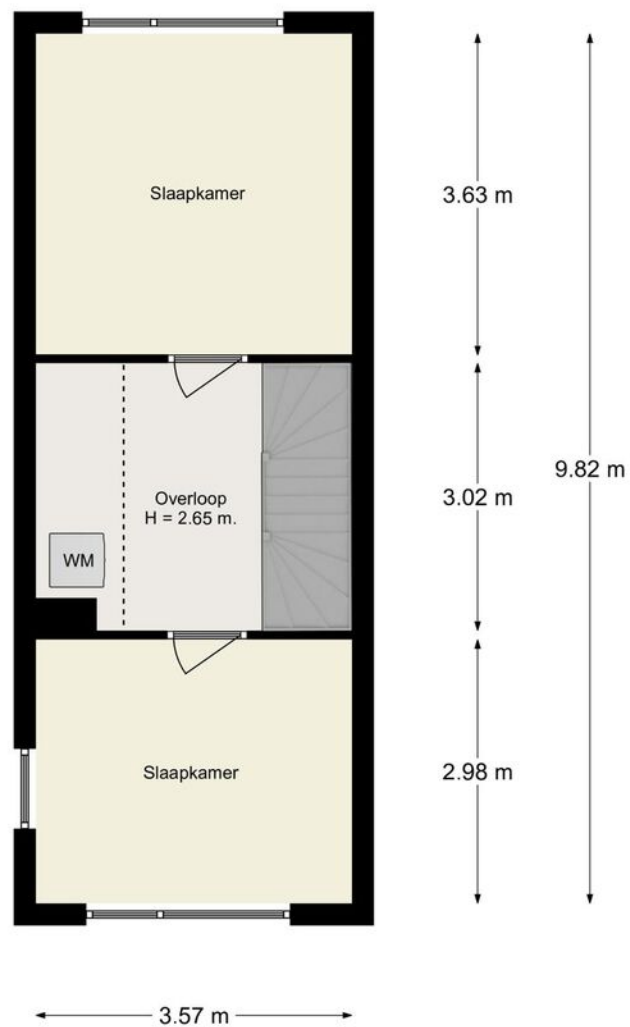 Slaapkamer
3.63 m
Overloop
H = 2.65 m.
3.02 m
9.82 m
WM
Slaapkamer
2.98 m
3.57 m